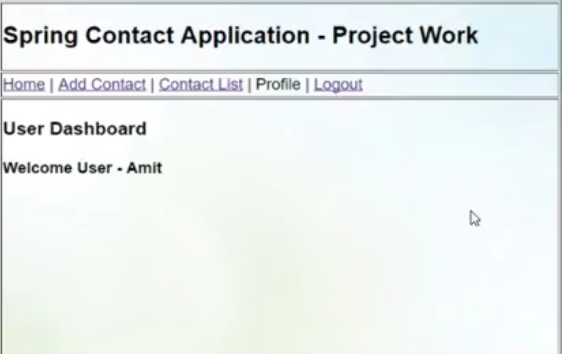 Spring Contact Application - Project Work
Home | Add Contact | Contact List | Profile | Logout
User Dashboard
Welcome User - Amit